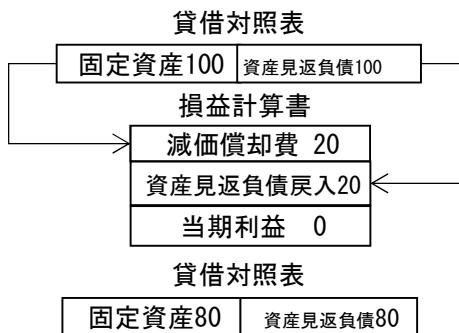 貸借対照表
固定資産100 資産見返負債100
損益計算書
減価償却費 20
資産見返負債戻入20
当期利益 0
貸借対照表
固定資産80 資産見返負債80